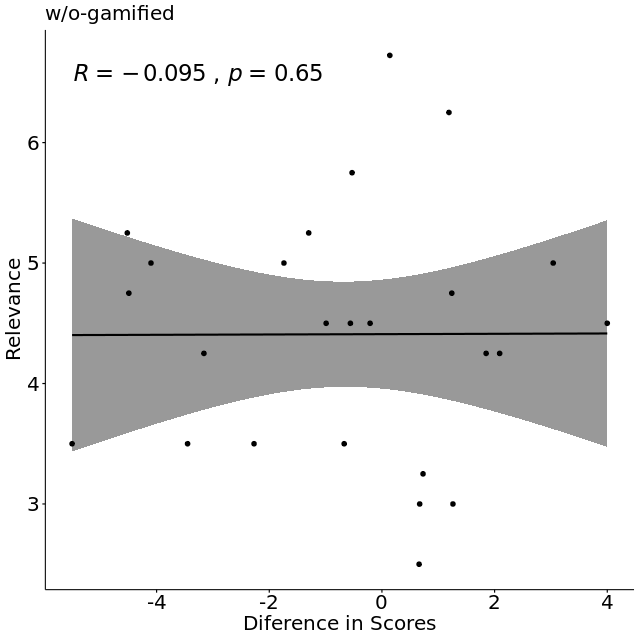 w/o-gamified
R = −0.095 , p = 0.65
6
5
4
3
Relevance
-4 -2 0 2 4
Diference in Scores